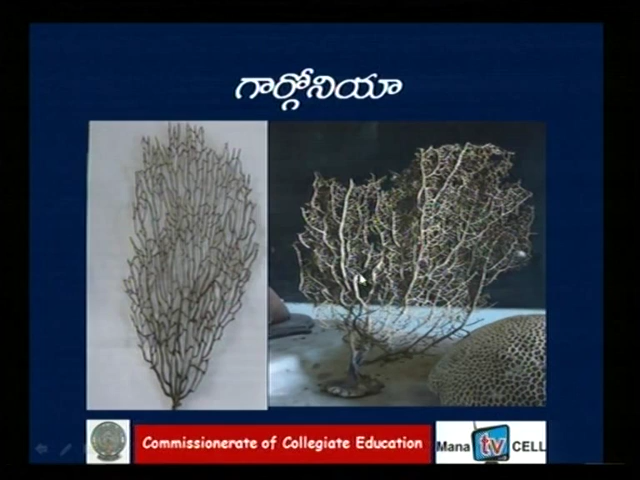 గార్గోనియా
Commissionerate of Collegiate Education
Mana tv CELL